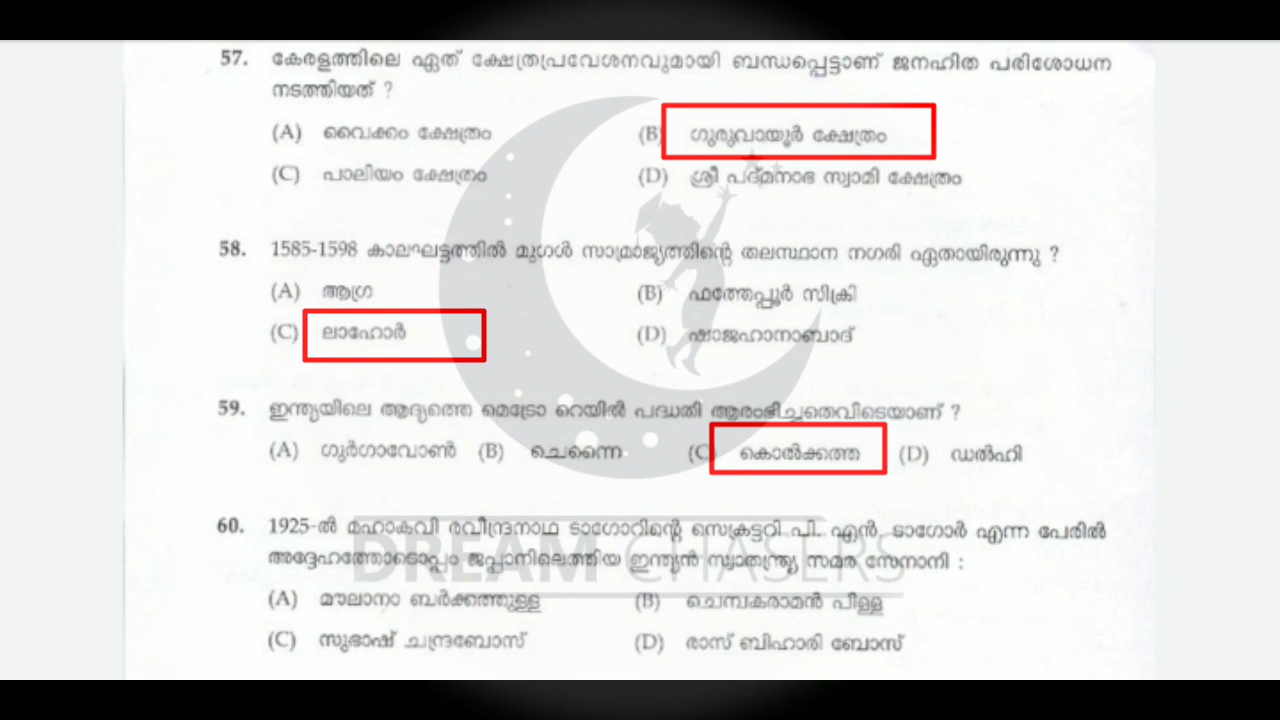 57. കേരളത്തിലെ ഏത് ക്ഷേത്രപ്രവേശനവുമായി ബന്ധപ്പെട്ടാണ് ജനഹിത പരിശോധന
നടത്തിയത് ?
(A) വൈക്കം ക്ഷേത്രം (B) ഗുരുവായൂർ ക്ഷേത്രം
(C) പാലിയം ക്ഷേത്രം (D) ശ്രീ പദ്മനാഭ സ്വാമി ക്ഷേത്രം
58. 1585-1598 കാലഘട്ടത്തിൽ മുഗൾ സാമ്രാജ്യത്തിന്റെ തലസ്ഥാന നഗരി ഏതായിരുന്നു ?
(A) ആഗ്ര (B) ഫത്തേപ്പൂർ സിക്രി
(C) ലാഹോർ (D) ഷാജഹാനാബാദ്
59. ഇന്ത്യയിലെ ആദ്യത്തെ മെട്രോ റെയിൽ പദ്ധതി ആരംഭിച്ചതെവിടെയാണ് ?
(A) ഗുർഗാവോൺ (B) ചെന്നൈ (C കൊൽക്കത്ത (D) ഡൽഹി
60. 1925-ൽ മഹാകവി രവീന്ദ്രനാഥ ടാഗോറിന്റെ സെക്രട്ടറി പി. എൻ. ടാഗോർ എന്ന പേരിൽ
അദ്ദേഹത്തോടൊപ്പം ജപ്പാനിലെത്തിയ ഇന്ത്യൻ സ്വാതന്ത്ര്യ സമര സേനാനി :
DREAM CHASERS
(A) മൗലാനാ ബർക്കത്തുള്ള (B) ചെമ്പകരാമൻ പിള്ള
(C) സുഭാഷ് ചന്ദ്രബോസ് (D) രാസ് ബിഹാരി ബോസ്